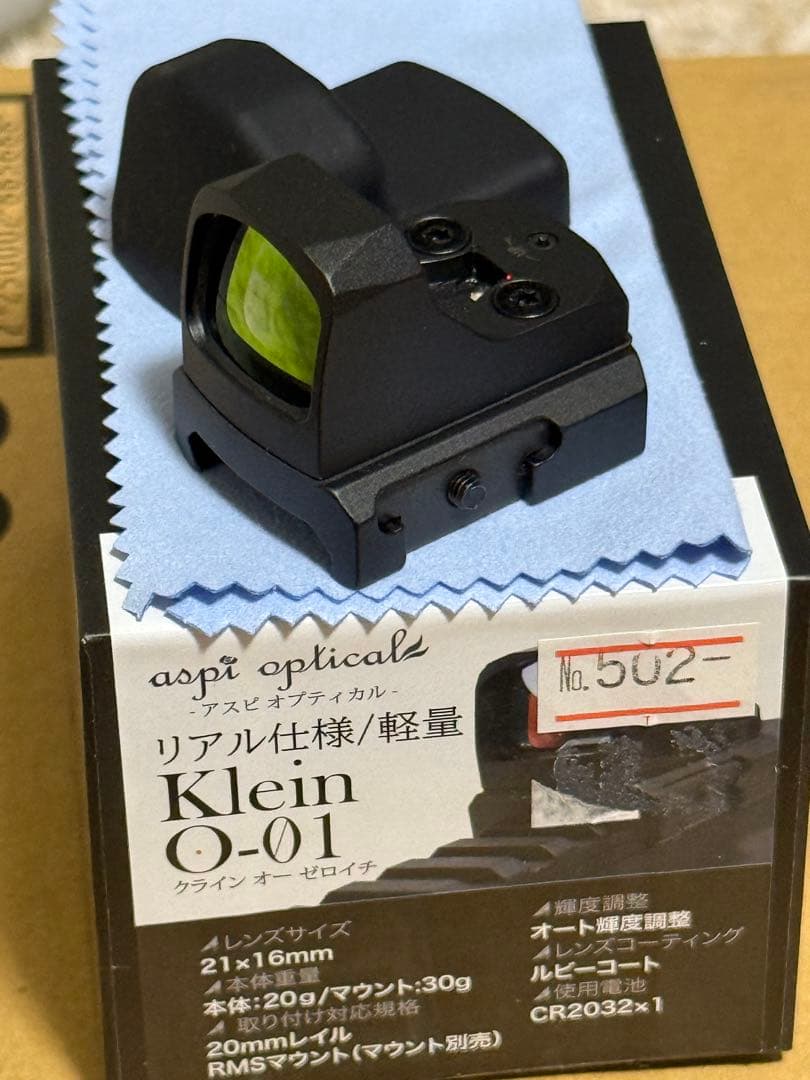 No.502-
aspi optical
- アスピ オプティカル -
リアル仕様/軽量
Klein
O-01
クライン オー ゼロイチ
レンズサイズ
21×16mm
本体重量
本体:20g/マウント:30g
取り付け対応規格
20mmレイル
RMSマウント(マウント別売)
輝度調整
オート輝度調整
レンズコーティング
ルビーコート
使用電池
CR2032×1